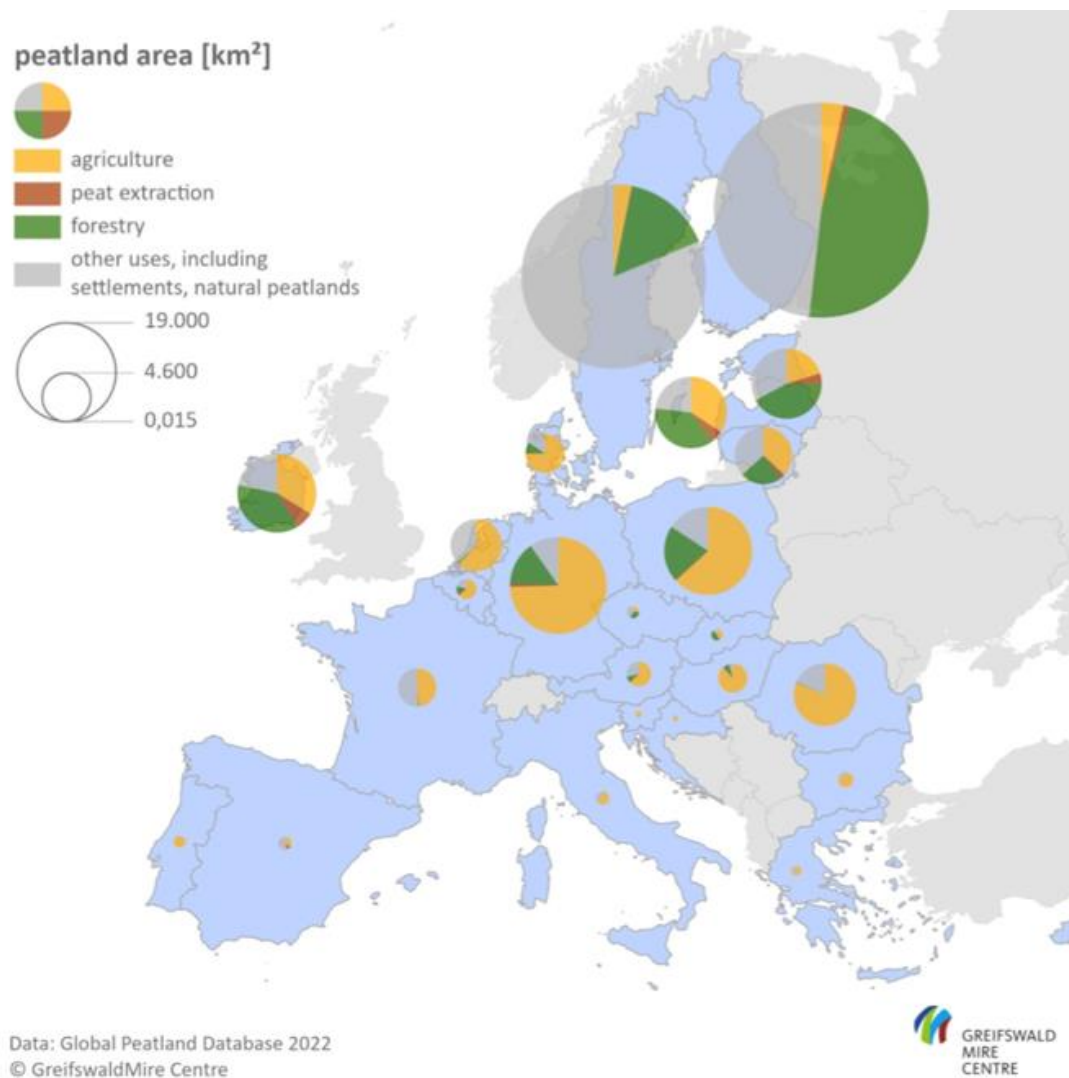 peatland area [km²]
agriculture
peat extraction
forestry
other uses, including
settlements, natural peatlands
19.000
4.600
0,015
Data: Global Peatland Database 2022
© GreifswaldMire Centre
GREIFSWALD
MIRE
CENTRE